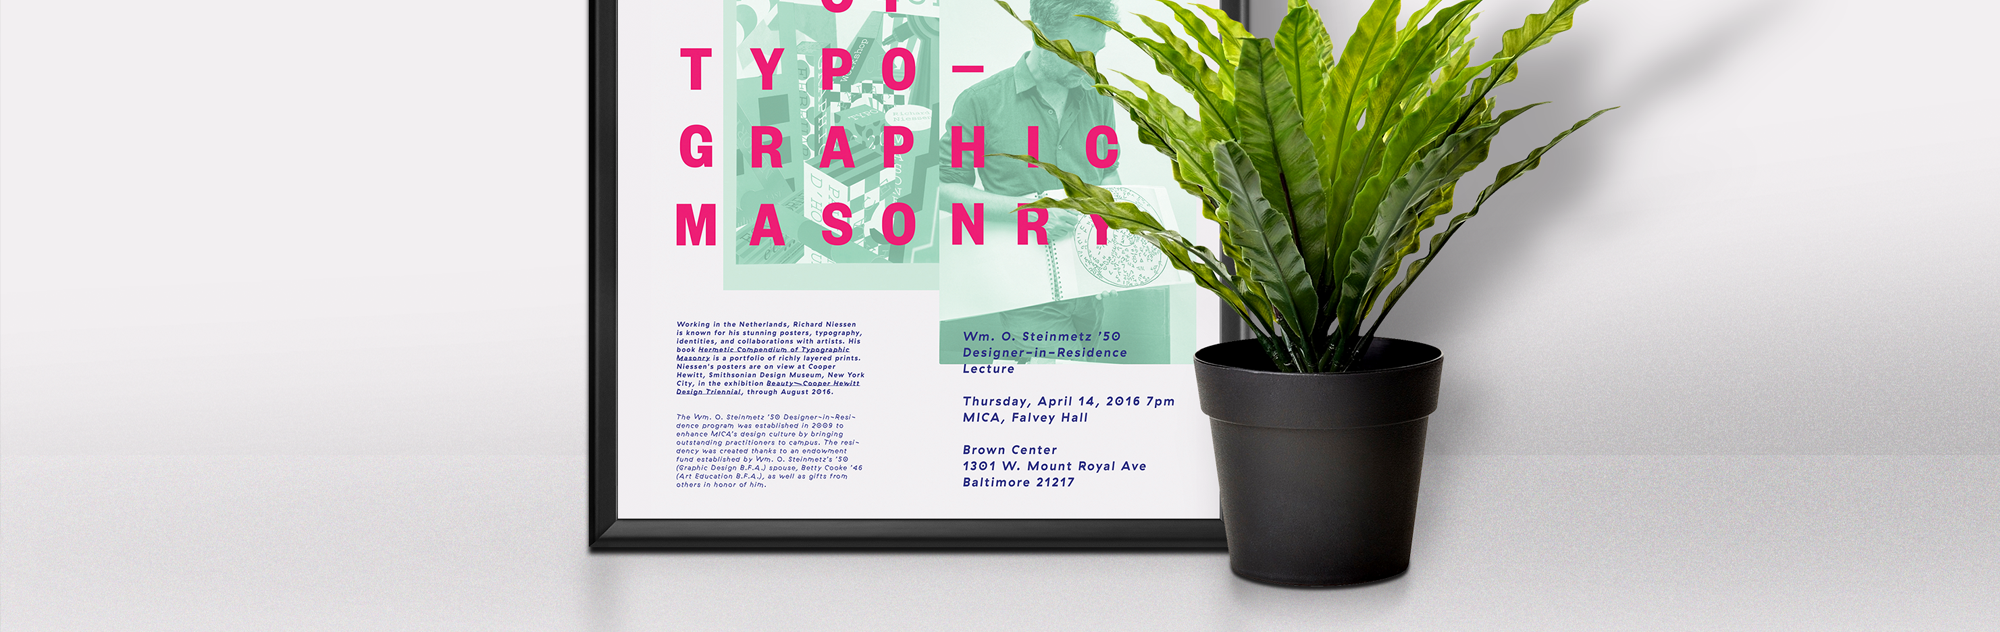 TYPO–
GRAPHIC
MASONRY
Working in the Netherlands, Richard Niessen
is known for his stunning posters, typography,
identities, and collaborations with artists. His
book Hermetic Compendium of Typographic
Masonry is a portfolio of richly layered prints.
Niessen's posters are on view at Cooper
Hewitt, Smithsonian Design Museum, New York
City, in the exhibition Beauty—Cooper Hewitt
Design Triennial, through August 2016.
The Wm. O. Steinmetz '50 Designer-in-Resi-
dence program was established in 2009 to
enhance MICA's design culture by bringing
outstanding practitioners to campus. The resi-
dency was created thanks to an endowment
fund established by Wm. O. Steinmetz's '50
(Graphic Design B.F.A.) spouse, Betty Cooke '46
(Art Education B.F.A.), as well as gifts from
others in honor of him.
Wm. O. Steinmetz '50
Designer-in-Residence
Lecture
Thursday, April 14, 2016 7pm
MICA, Falvey Hall
Brown Center
1301 W. Mount Royal Ave
Baltimore 21217